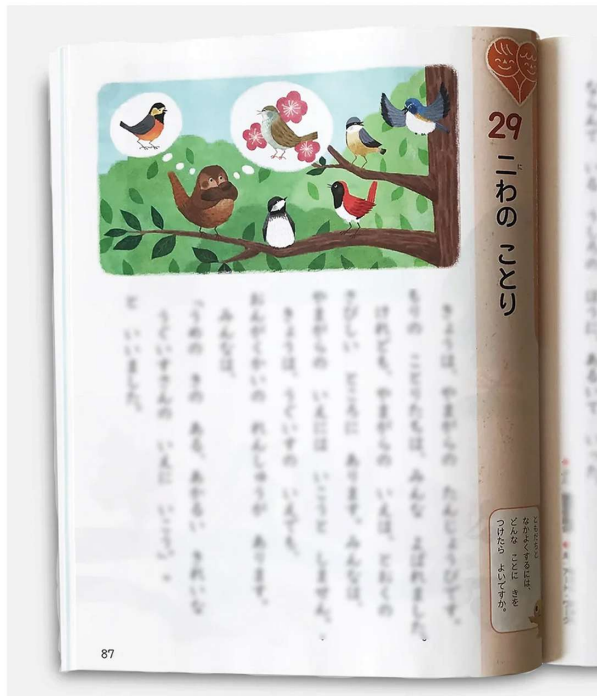 29
二わの ことり
に
ともだちと
なかよくするには、
どんな ことに きを
つけたら よいですか。
きょうは、やまがらの たんじょうびです。
もりの ことりたちは、みんな よばれました。
けれども、やまがらの いえは、とおくの
さびしい ところに あります。みんなは、
やまがらの いえには いこうと しません。
きょうは、うぐいすの いえでも、
おんがくかいの れんしゅうが あります。
みんなは、
「うめの きの ある、あかるい きれいな
うぐいすさんの いえに いこう
と いいました。
87